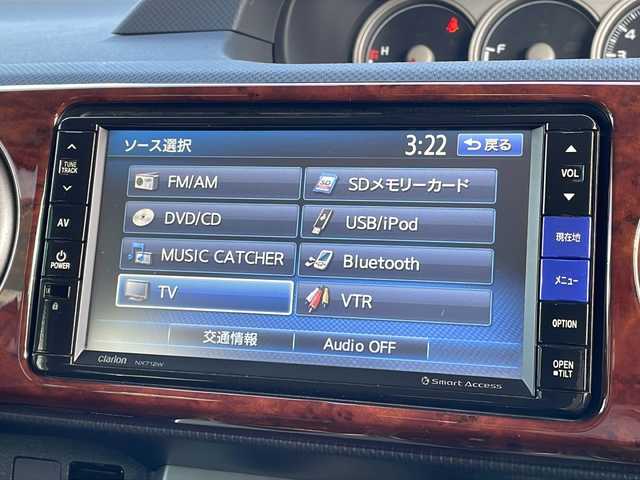 H
F
4
ソース選択 3:22 戻る
FM/AM SDメモリーカード
DVD/CD USB/iPod
MUSIC CATCHER Bluetooth
TV VTR
交通情報 Audio OFF
TUNE
TRACK
AV
POWER
VOL
現在地
メニュー
OPTION
OPEN
■TILT
clarion NX712W Smart Access